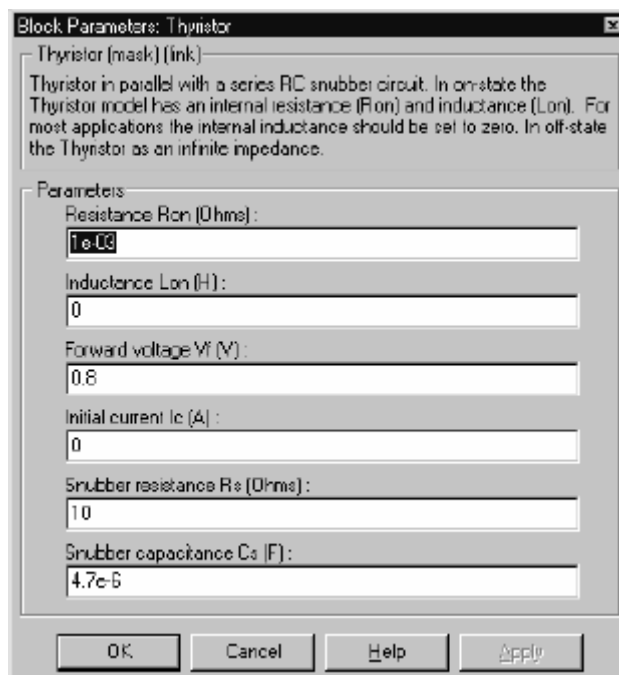 Block Parameters: Thyristor
Thyristor (mask) (link)
Thyristor in parallel with a series RC snubber circuit. In on-state the
Thyristor model has an internal resistance (Ron) and inductance (Lon). For
most applications the internal inductance should be set to zero. In off-state
the Thyristor as an infinite impedance.
Parameters
Resistance Ron (Ohms) :
1e-03
Inductance Lon (H) :
0
Forward voltage Vf (V) :
0.8
Initial current Ic (A) :
0
Snubber resistance Rs (Ohms) :
10
Snubber capacitance Cs (F) :
4.7e-6
OK Cancel Help Apply